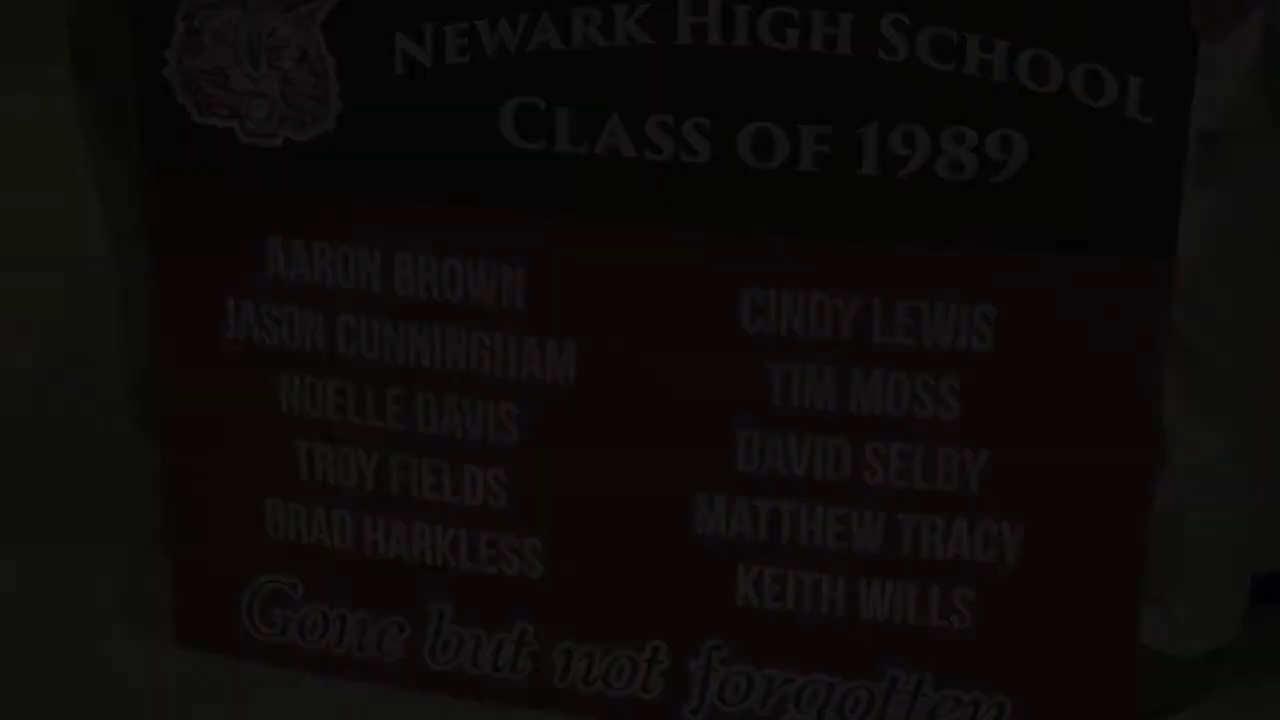 NEWARK HIGH SCHOOL
CLASS OF 1989
AARON BROWN
JASON CUNNINGHAM
NOELLE DAVIS
TROY FIELDS
BRAD HARKLESS
CINDY LEWIS
TIM MOSS
DAVID SELBY
MATTHEW TRACY
KEITH WILLS
Gone but not forgotten